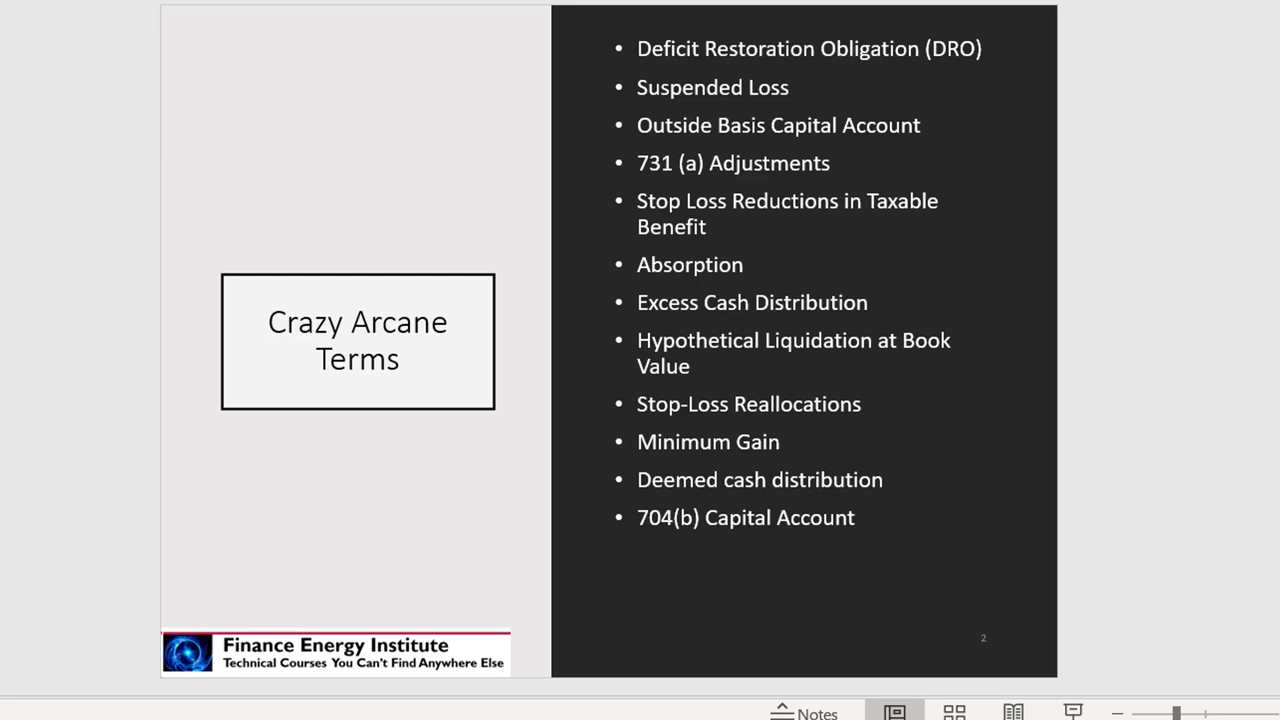 Crazy Arcane
Terms
• Deficit Restoration Obligation (DRO)
• Suspended Loss
• Outside Basis Capital Account
• 731 (a) Adjustments
• Stop Loss Reductions in Taxable
Benefit
• Absorption
• Excess Cash Distribution
• Hypothetical Liquidation at Book
Value
• Stop-Loss Reallocations
• Minimum Gain
• Deemed cash distribution
• 704(b) Capital Account
Finance Energy Institute
Technical Courses You Can't Find Anywhere Else
2
Notes